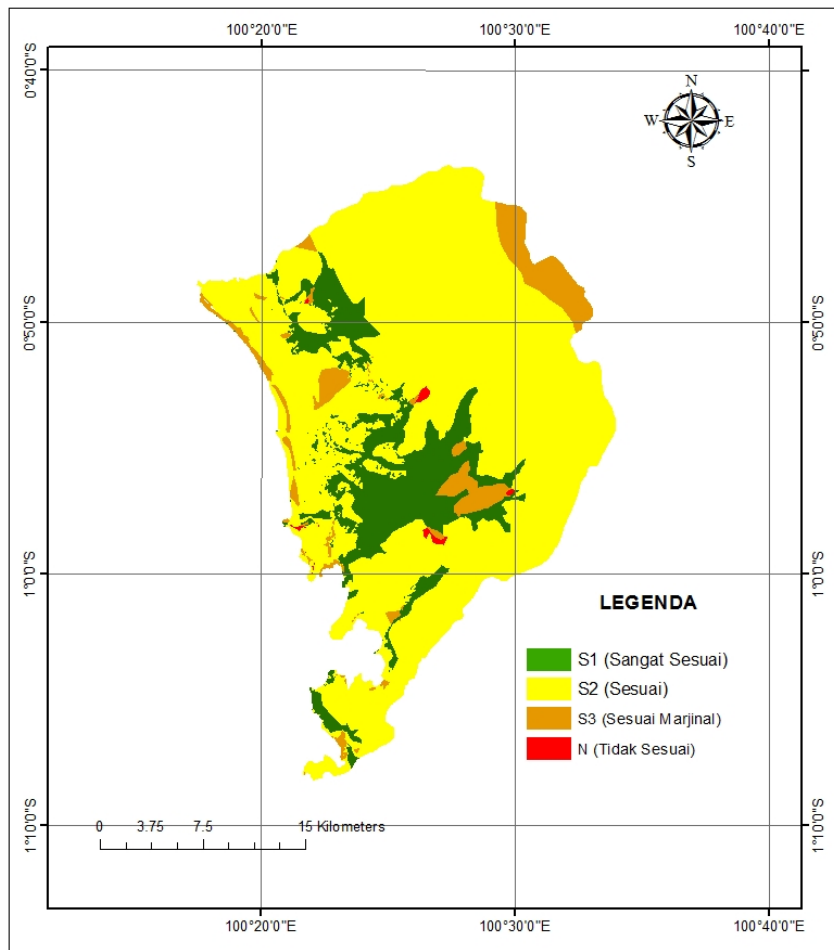 100°20'0"E 100°30'0"E 100°40'0"E
0°40'0"S
0°50'0"S
1°0'0"S
1°10'0"S
N
W E
S
LEGENDA
S1 (Sangat Sesuai)
S2 (Sesuai)
S3 (Sesuai Marjinal)
N (Tidak Sesuai)
0 3.75 7.5 15 Kilometers
0°40'0"S
0°50'0"S
1°0'0"S
1°10'0"S
100°20'0"E 100°30'0"E 100°40'0"E